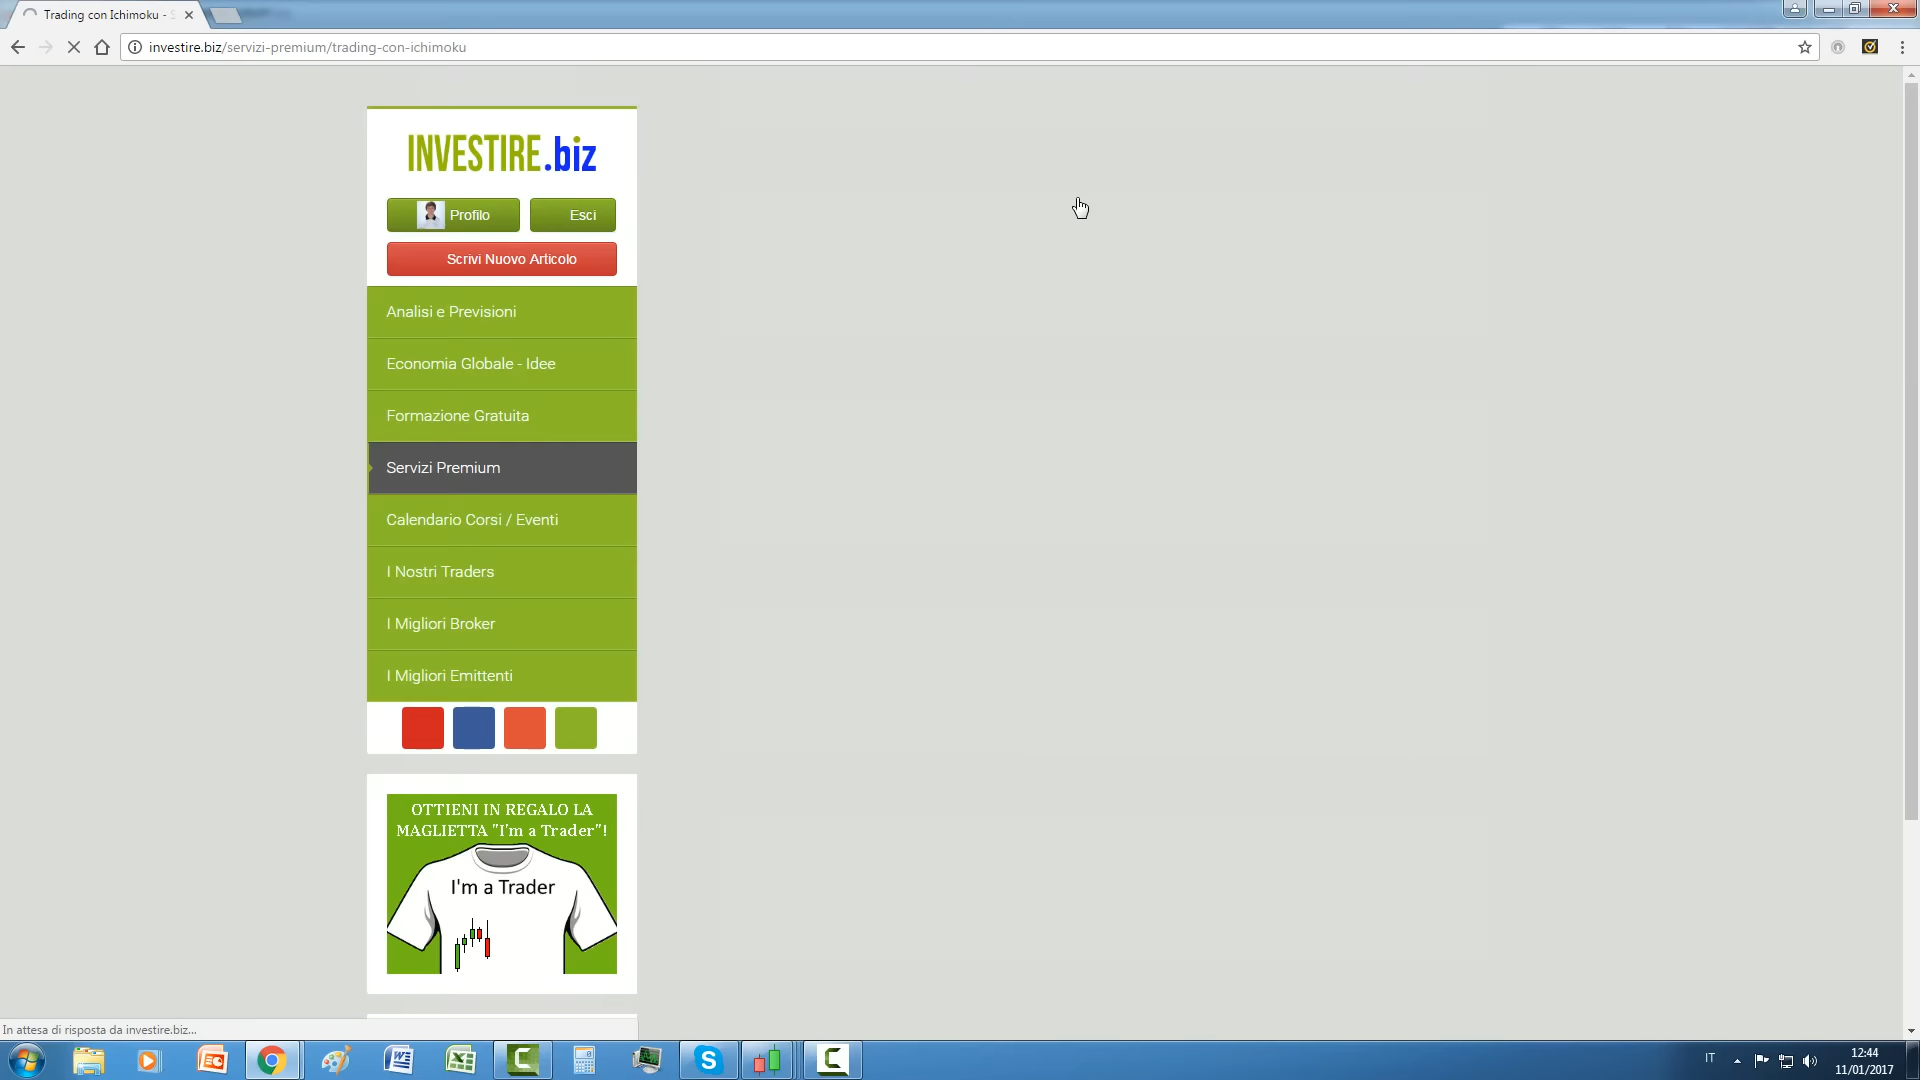 Trading con Ichimoku - S
investire.biz/servizi-premium/trading-con-ichimoku
INVESTIRE.biz
Profilo
Esci
Scrivi Nuovo Articolo
Analisi e Previsioni
Economia Globale - Idee
Formazione Gratuita
Servizi Premium
Calendario Corsi / Eventi
I Nostri Traders
I Migliori Broker
I Migliori Emittenti
OTTIENI IN REGALO LA
MAGLIETTA "I'm a Trader"!
I'm a Trader
In attesa di risposta da investire.biz...
IT
12:44
11/01/2017